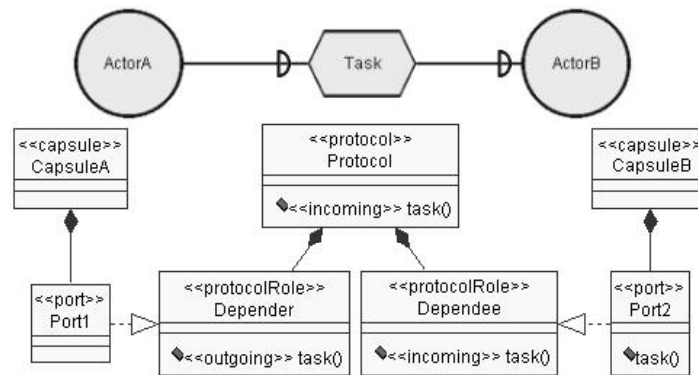 ActorA
Task
ActorB
<<capsule>>
CapsuleA
<<protocol>>
Protocol
<<incoming>> task()
<<capsule>>
CapsuleB
<<port>>
Port1
<<protocolRole>>
Depender
<<outgoing>> task()
<<protocolRole>>
Dependee
<<incoming>> task()
<<port>>
Port2
task()